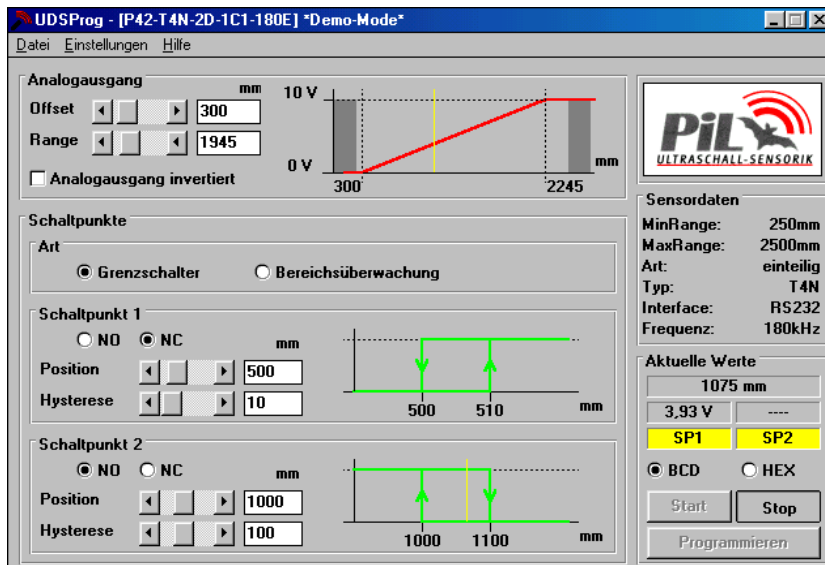 UDSProg - [P42-T4N-2D-1C1-180E] *Demo-Mode*
Datei Einstellungen Hilfe
Analogausgang
mm
Offset 300
Range 1945
Analogausgang invertiert
10 V
0 V
300 2245
mm
Schaltpunkte
Art
Grenzschalter Bereichsüberwachung
Schaltpunkt 1
NO NC mm
Position 500
Hysterese 10
500 510 mm
Schaltpunkt 2
NO NC mm
Position 1000
Hysterese 100
1000 1100 mm
PiL
ULTRASCHALL-SENSORIK
Sensordaten
MinRange: 250mm
MaxRange: 2500mm
Art: einteilig
Typ: T4N
Interface: RS232
Frequenz: 180kHz
Aktuelle Werte
1075 mm
3,93 V ----
SP1 SP2
BCD HEX
Start Stop
Programmieren